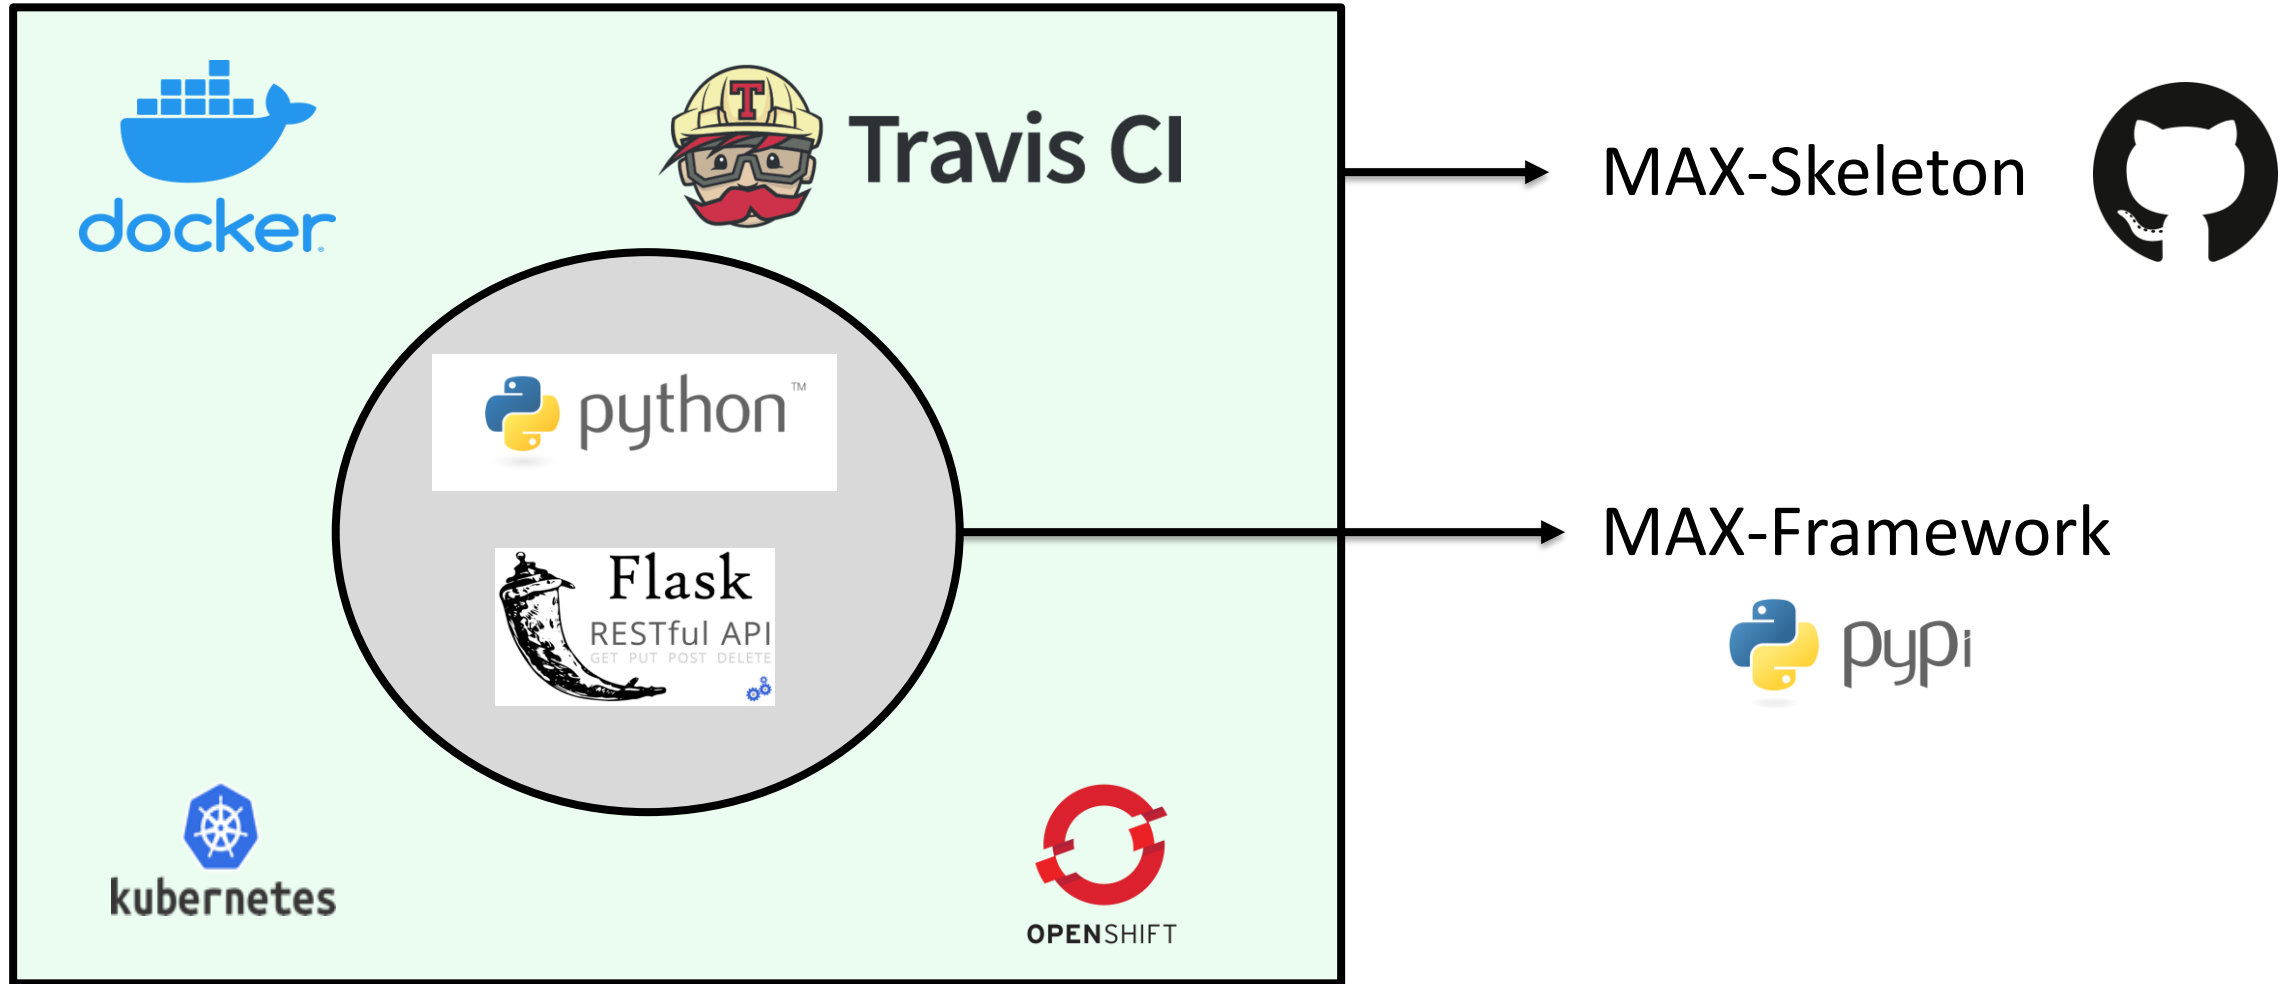 docker
T
Travis CI
MAX-Skeleton
python™
Flask
RESTful API
GET PUT POST DELETE
MAX-Framework
pypi
kubernetes
OPENSHIFT